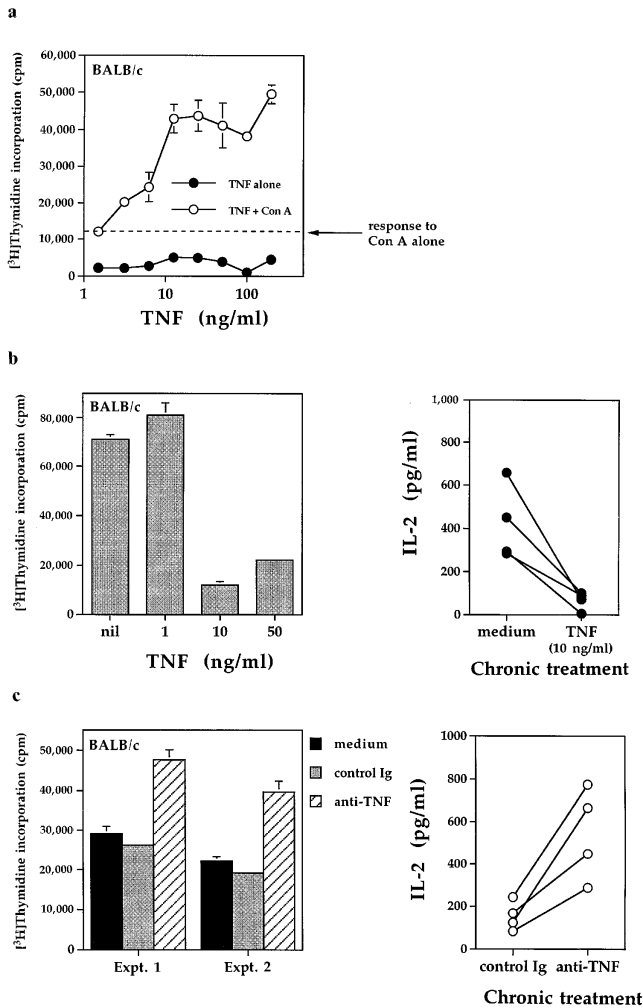 a
60,000
50,000
40,000
30,000
20,000
10,000
0
[³H]Thymidine incorporation (cpm)
BALB/c
TNF alone
TNF + Con A
response to
Con A alone
1
10
100
TNF (ng/ml)
b
80,000
60,000
40,000
20,000
0
[³H]Thymidine incorporation (cpm)
BALB/c
nil
1
10
50
TNF (ng/ml)
1,000
800
600
400
200
0
IL-2 (pg/ml)
medium
TNF
(10 ng/ml)
Chronic treatment
c
50,000
40,000
30,000
20,000
10,000
0
[³H]Thymidine incorporation (cpm)
BALB/c
medium
control Ig
anti-TNF
Expt. 1
Expt. 2
1000
800
600
400
200
0
IL-2 (pg/ml)
control Ig
anti-TNF
Chronic treatment